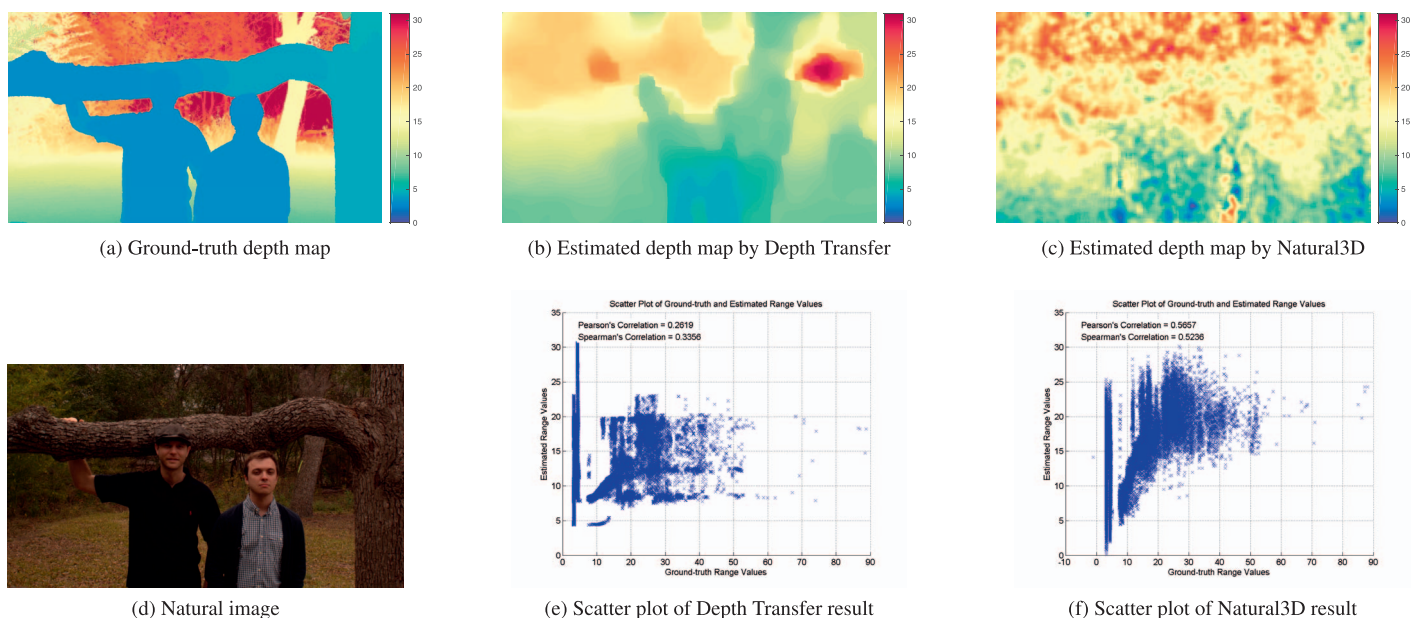 30
25
20
15
10
5
0
30
25
20
15
10
5
0
30
25
20
15
10
5
0
(a) Ground-truth depth map
(b) Estimated depth map by Depth Transfer
(c) Estimated depth map by Natural3D
(d) Natural image
Scatter Plot of Ground-truth and Estimated Range Values
Pearson's Correlation = 0.2619
Spearman's Correlation = 0.3356
Estimated Range Values
35
30
25
20
15
10
5
0
0 10 20 30 40 50 60 70 80 90
Ground-truth Range Values
(e) Scatter plot of Depth Transfer result
Scatter Plot of Ground-truth and Estimated Range Values
Pearson's Correlation = 0.5657
Spearman's Correlation = 0.5236
Estimated Range Values
35
30
25
20
15
10
5
0
-10 0 10 20 30 40 50 60 70 80 90
Ground-truth Range Values
(f) Scatter plot of Natural3D result